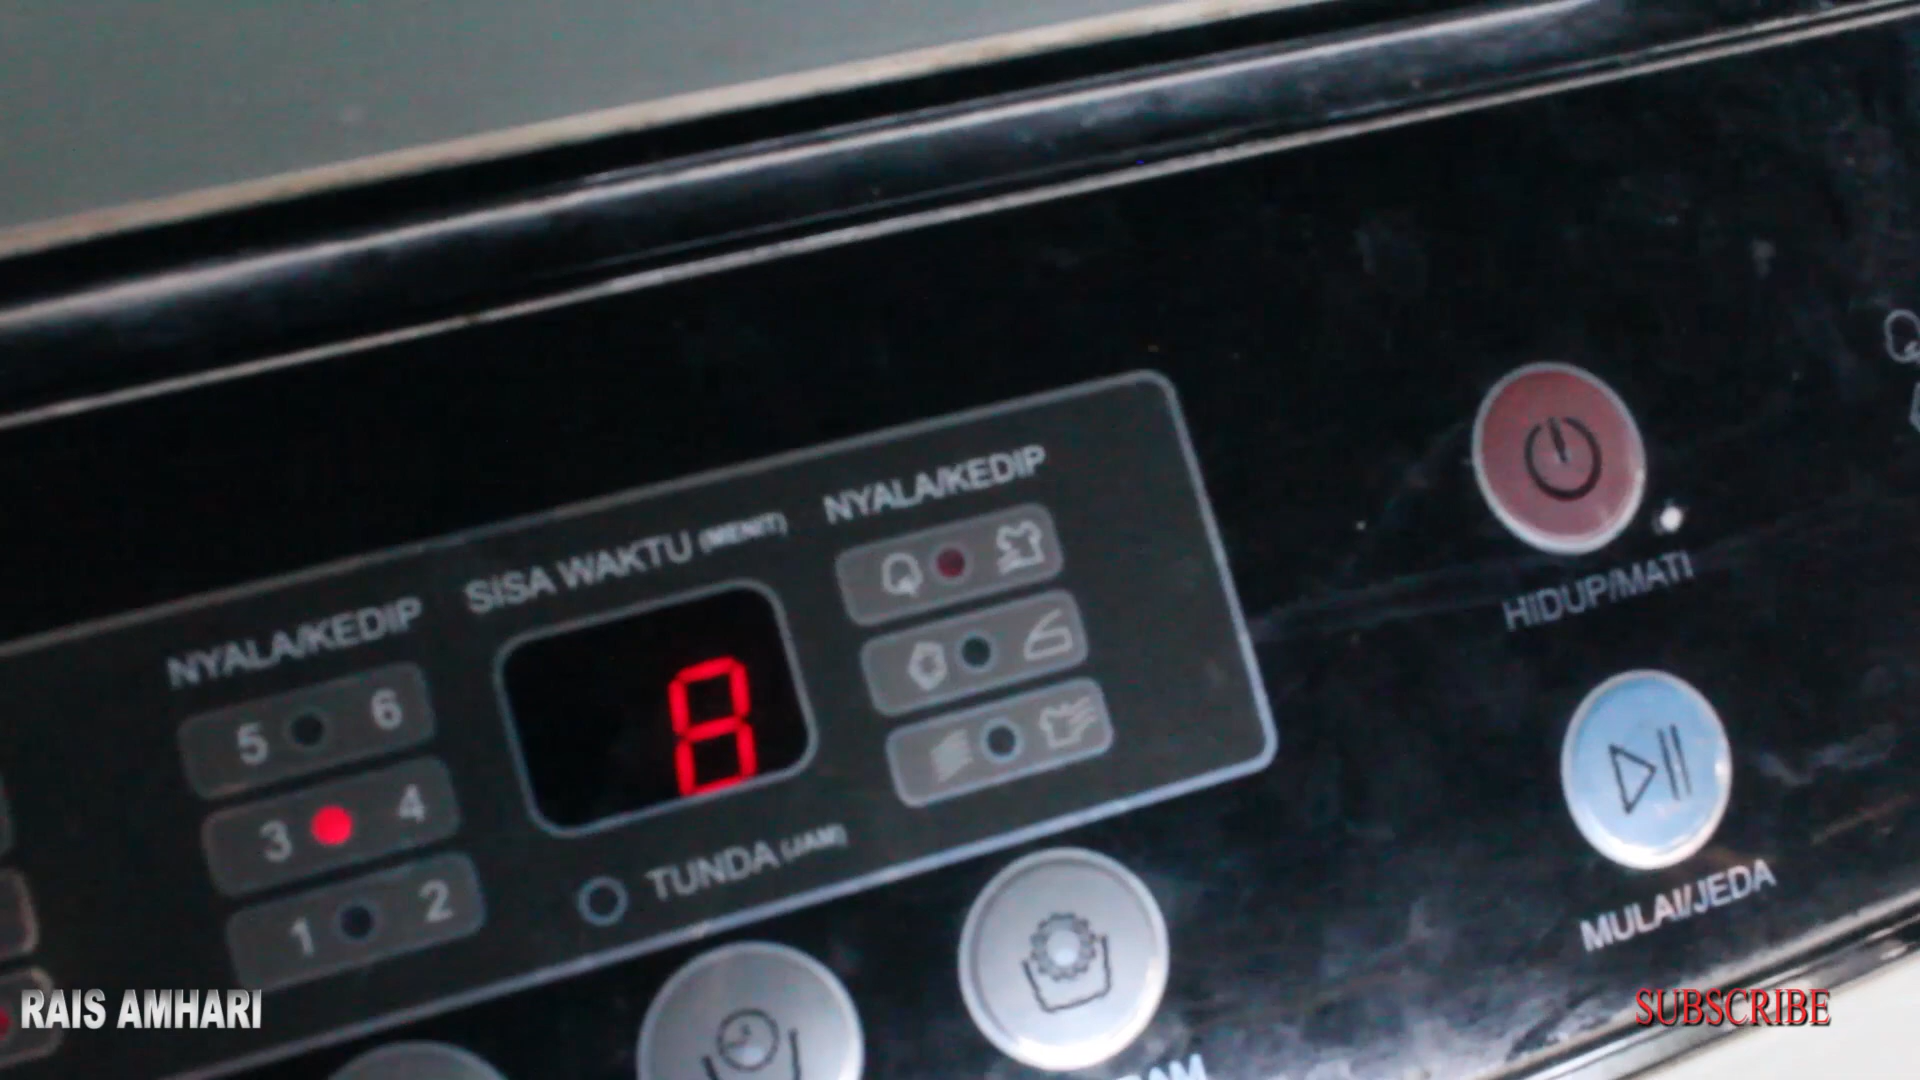 NYALA/KEDIP
SISA WAKTU (MENIT)
NYALA/KEDIP
5 6
3 4
1 2
8
TUNDA (JAM)
HIDUP/MATI
MULAI/JEDA
RAIS AMHARI
SUBSCRIBE